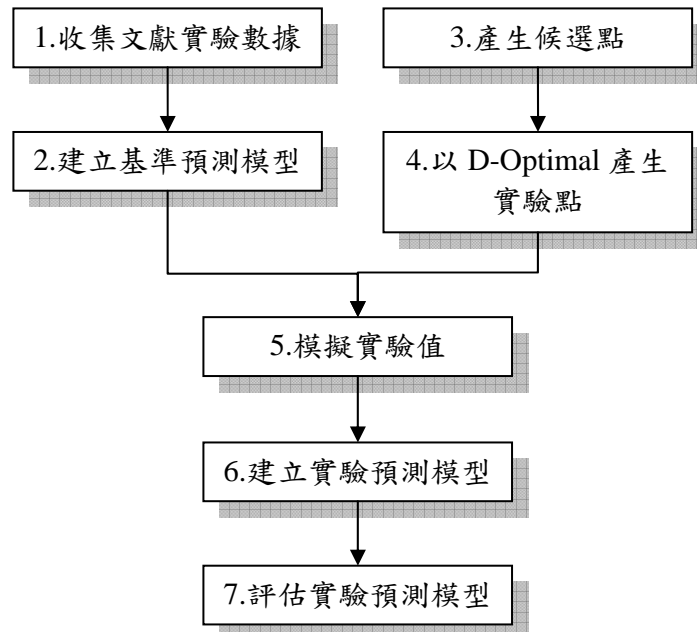 1.收集文獻實驗數據
3.產生候選點
2.建立基準預測模型
4.以 D-Optimal 產生
實驗點
5.模擬實驗值
6.建立實驗預測模型
7.評估實驗預測模型